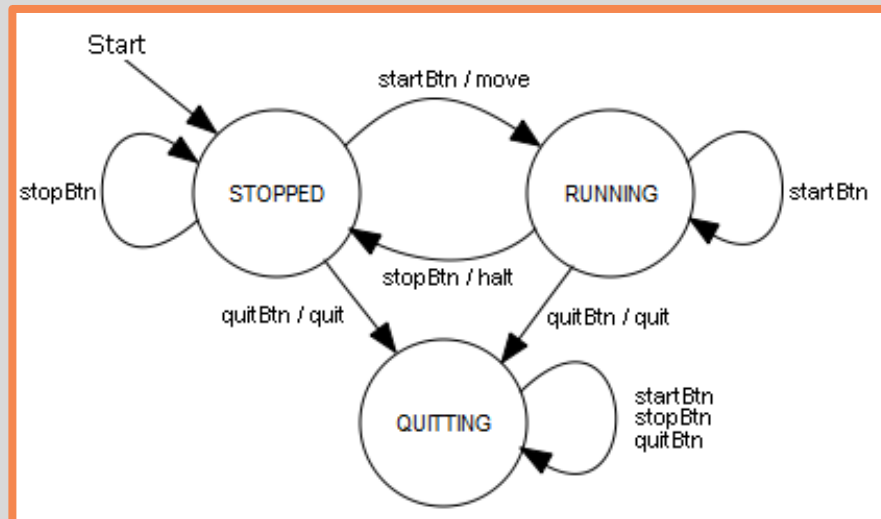 Start
startBtn / move
stopBtn
STOPPED
RUNNING
startBtn
stopBtn / halt
quitBtn / quit
quitBtn / quit
startBtn
stopBtn
quitBtn
QUITTING